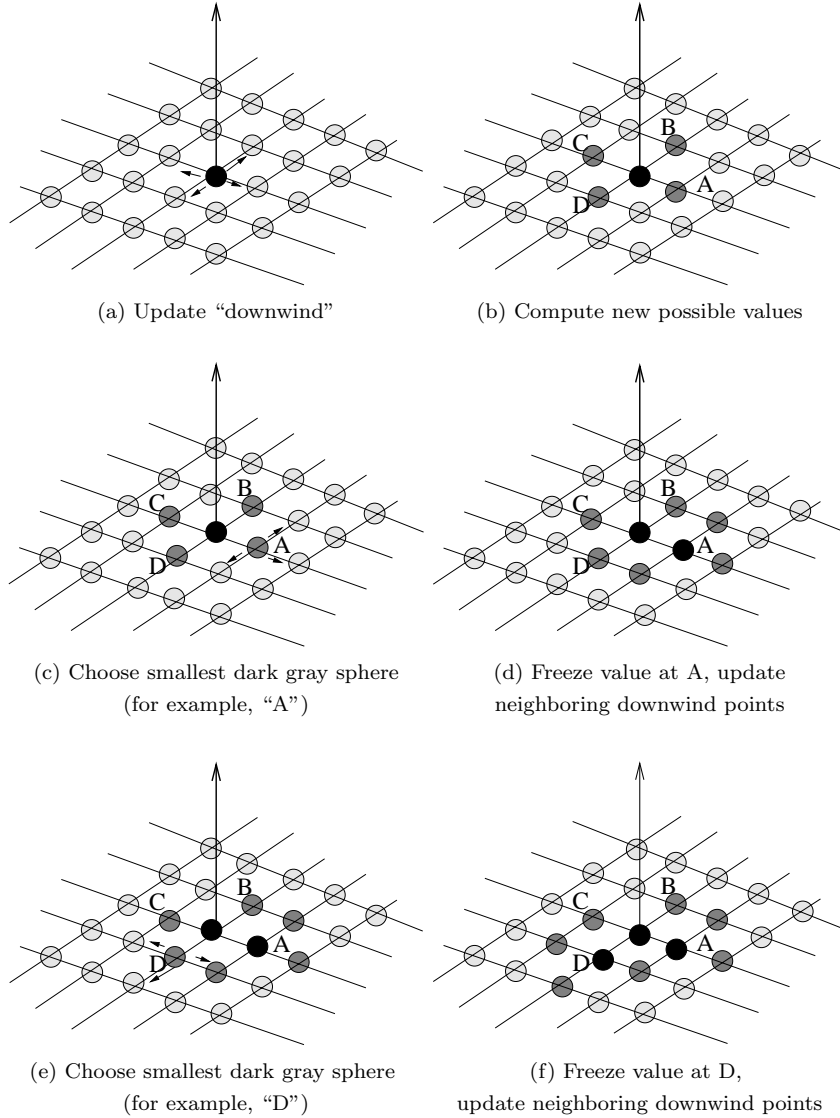 B
C
A
D
(a) Update “downwind”
(b) Compute new possible values
C
B
A
D
C
B
A
D
(c) Choose smallest dark gray sphere
(for example, “A”)
(d) Freeze value at A, update
neighboring downwind points
C
B
A
D
C
B
A
D
(e) Choose smallest dark gray sphere
(for example, “D”)
(f) Freeze value at D,
update neighboring downwind points